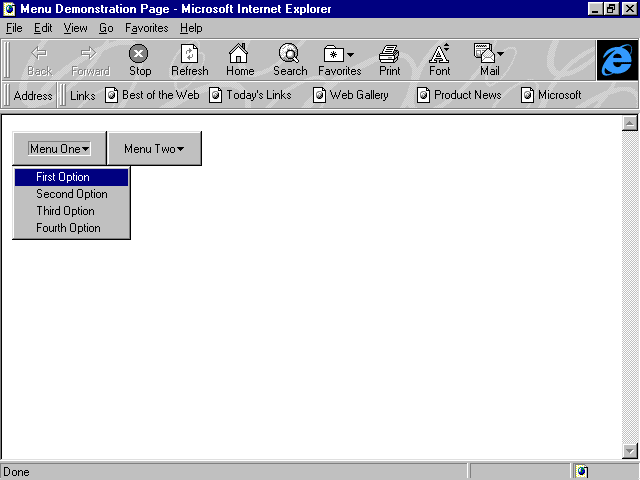 Menu Demonstration Page - Microsoft Internet Explorer
File Edit View Go Favorites Help
Back Forward Stop Refresh Home Search Favorites Print Font Mail
Address Links Best of the Web Today's Links Web Gallery Product News Microsoft
Menu One Menu Two
First Option
Second Option
Third Option
Fourth Option
Done